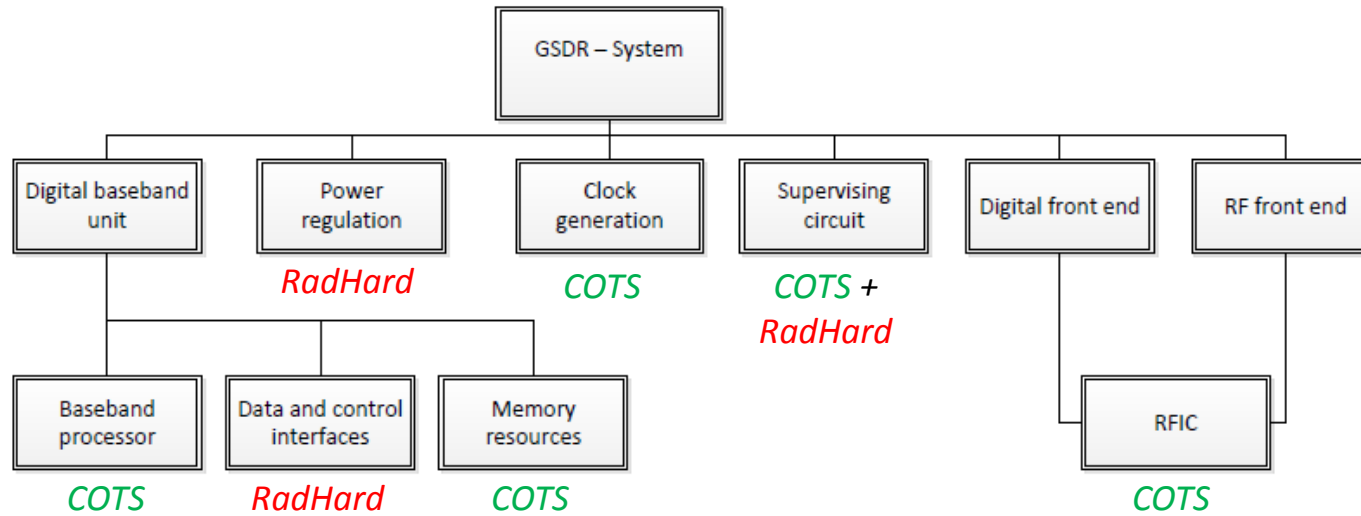 GSDR – System
Digital baseband
unit
Power
regulation
Clock
generation
Supervising
circuit
Digital front end
RF front end
RadHard
COTS
COTS +
RadHard
Baseband
processor
Data and control
interfaces
Memory
resources
RFIC
COTS
RadHard
COTS
COTS